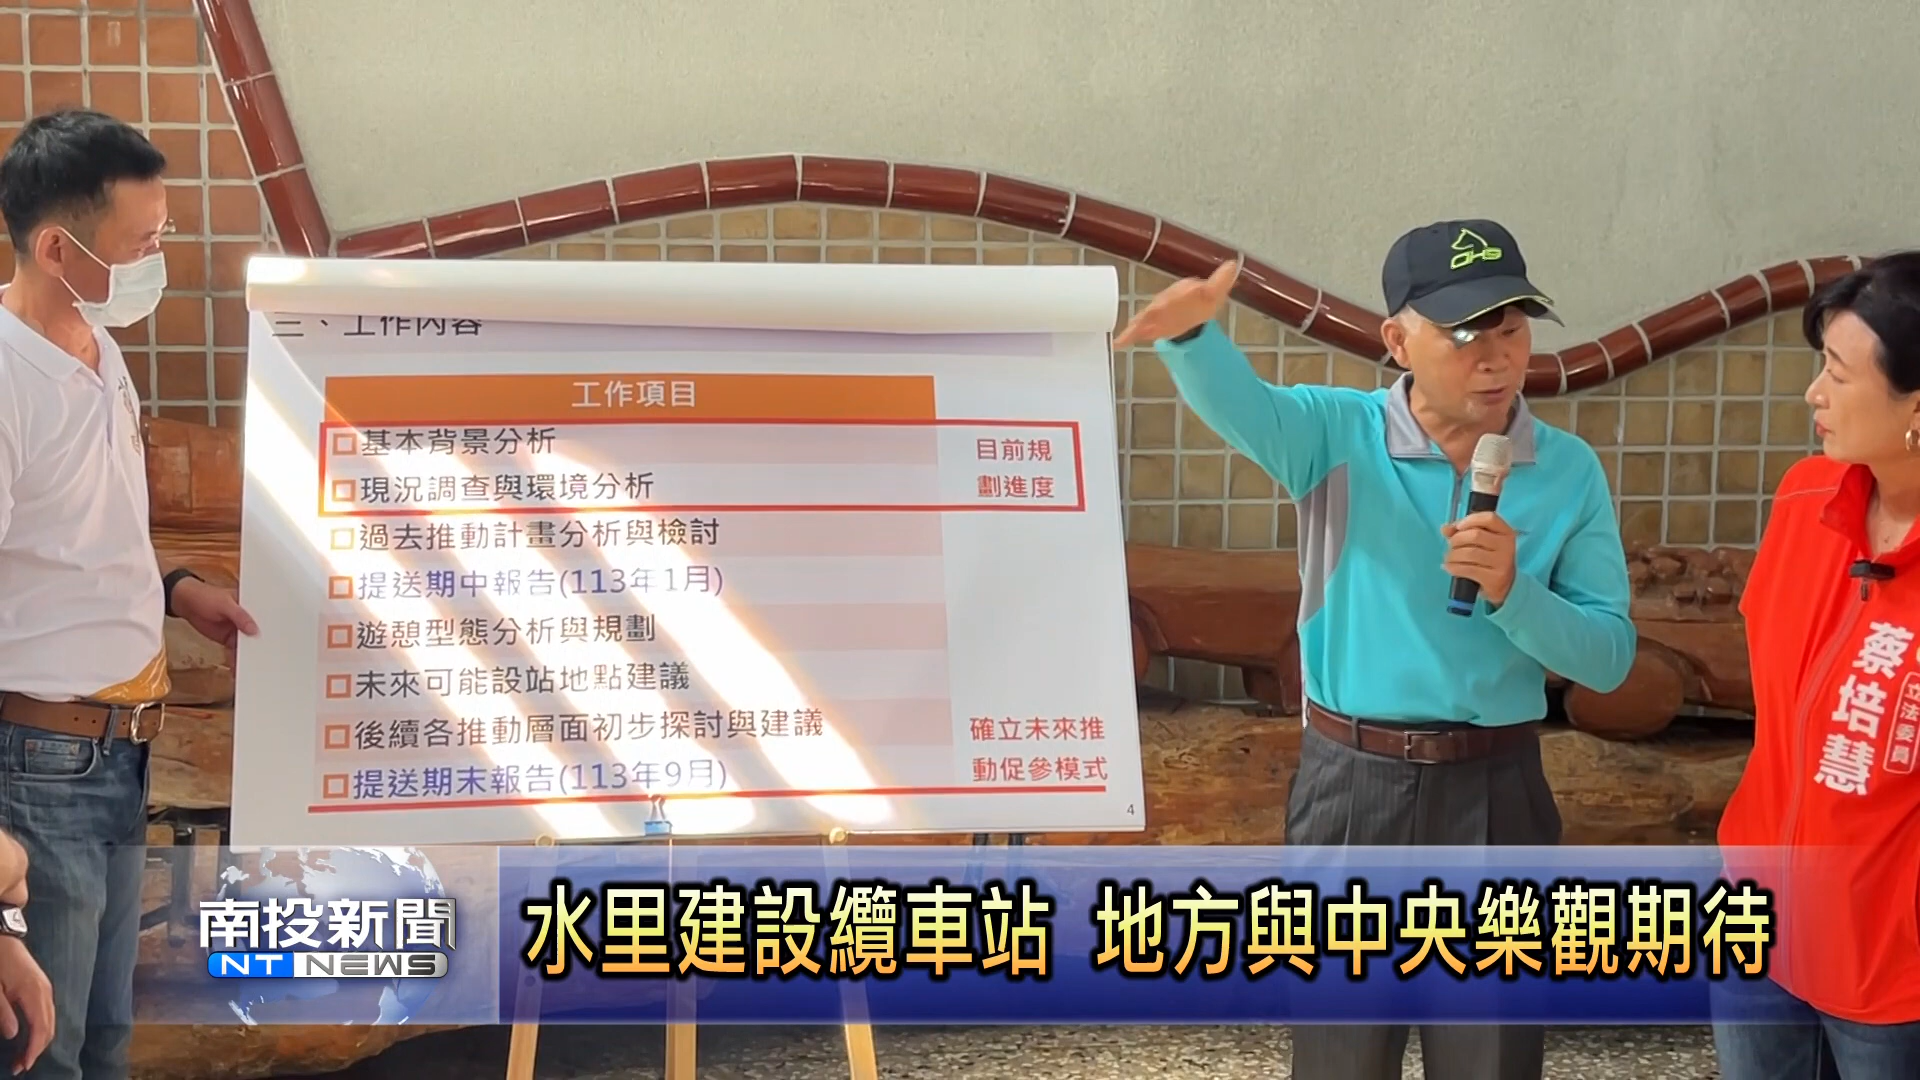 三、工作內容
工作項目
基本背景分析
現況調查與環境分析
目前規
劃進度
過去推動計畫分析與檢討
提送期中報告(113年1月)
遊憩型態分析與規劃
未來可能設站地點建議
後續各推動層面初步探討與建議
提送期末報告(113年9月)
確立未來推
動促參模式
4
OHS
立法委員
蔡培慧
南投新聞
NT NEWS
水里建設纜車站 地方與中央樂觀期待